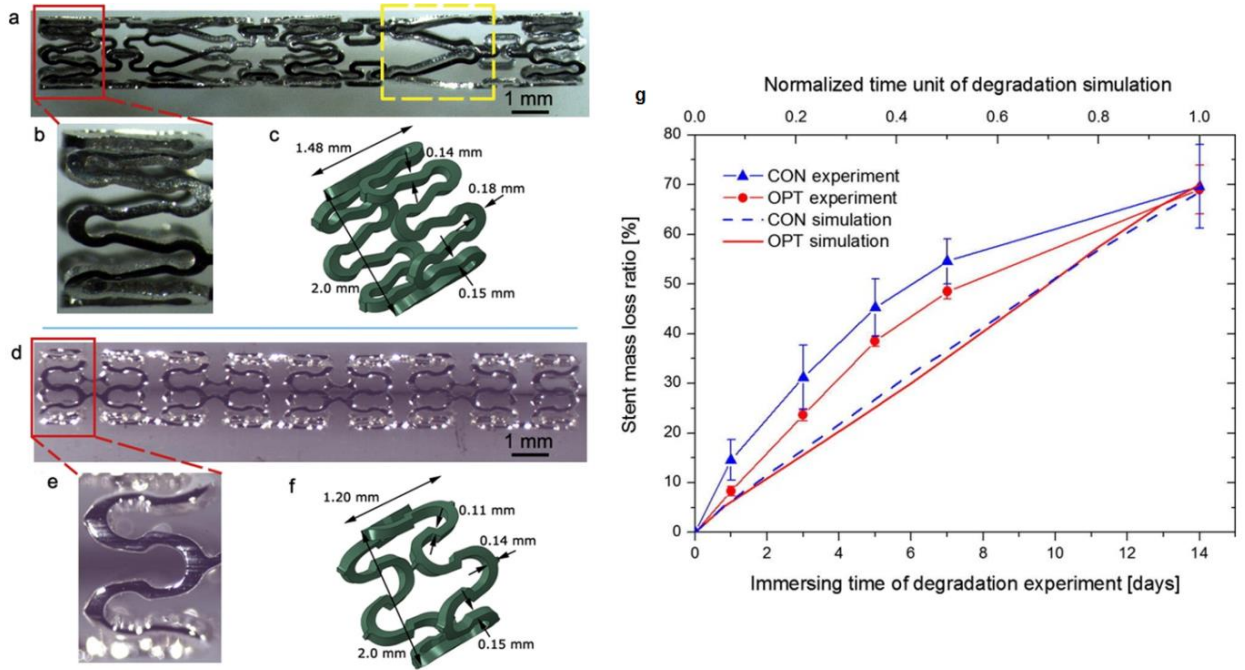 a
1 mm
b
c
1.48 mm
0.14 mm
0.18 mm
2.0 mm
0.15 mm
d
1 mm
e
f
1.20 mm
0.11 mm
0.14 mm
2.0 mm
0.15 mm
g
Normalized time unit of degradation simulation
0.0 0.2 0.4 0.6 0.8 1.0
80
70
60
50
40
30
20
10
0
Stent mass loss ratio [%]
CON experiment
OPT experiment
CON simulation
OPT simulation
0 2 4 6 8 10 12 14
Immersing time of degradation experiment [days]